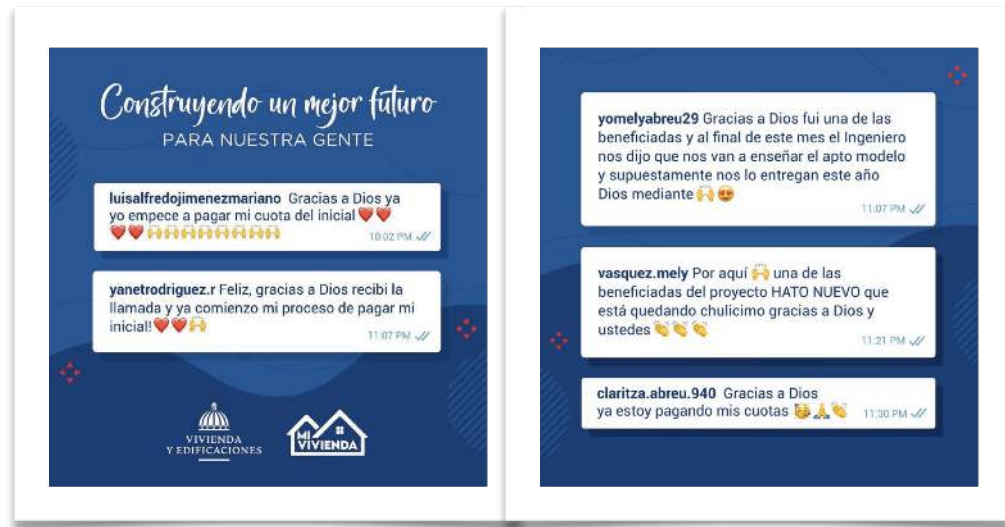 Construyendo un mejor futuro
PARA NUESTRA GENTE
luisalfredojimenezmariano Gracias a Dios ya
yo empece a pagar mi cuota del inicial ❤️❤️
❤️❤️🙌🙌🙌🙌🙌🙌🙌🙌
10:02 PM
yanetrodriguez.r Feliz, gracias a Dios recibi la
llamada y ya comienzo mi proceso de pagar mi
inicial!❤️❤️🙌
11:07 PM
VIVIENDA
Y EDIFICACIONES
MI
VIVIENDA
yomelyabreu29 Gracias a Dios fui una de las
beneficiadas y al final de este mes el Ingeniero
nos dijo que nos van a enseñar el apto modelo
y supuestamente nos lo entregan este año
Dios mediante 🙌 😍
11:07 PM
vasquez.mely Por aquí 🙌 una de las
beneficiadas del proyecto HATO NUEVO que
está quedando chulicimo gracias a Dios y
ustedes 👏 👏 👏
11:21 PM
claritza.abreu.940 Gracias a Dios
ya estoy pagando mis cuotas 🥳🙏👏
11:30 PM